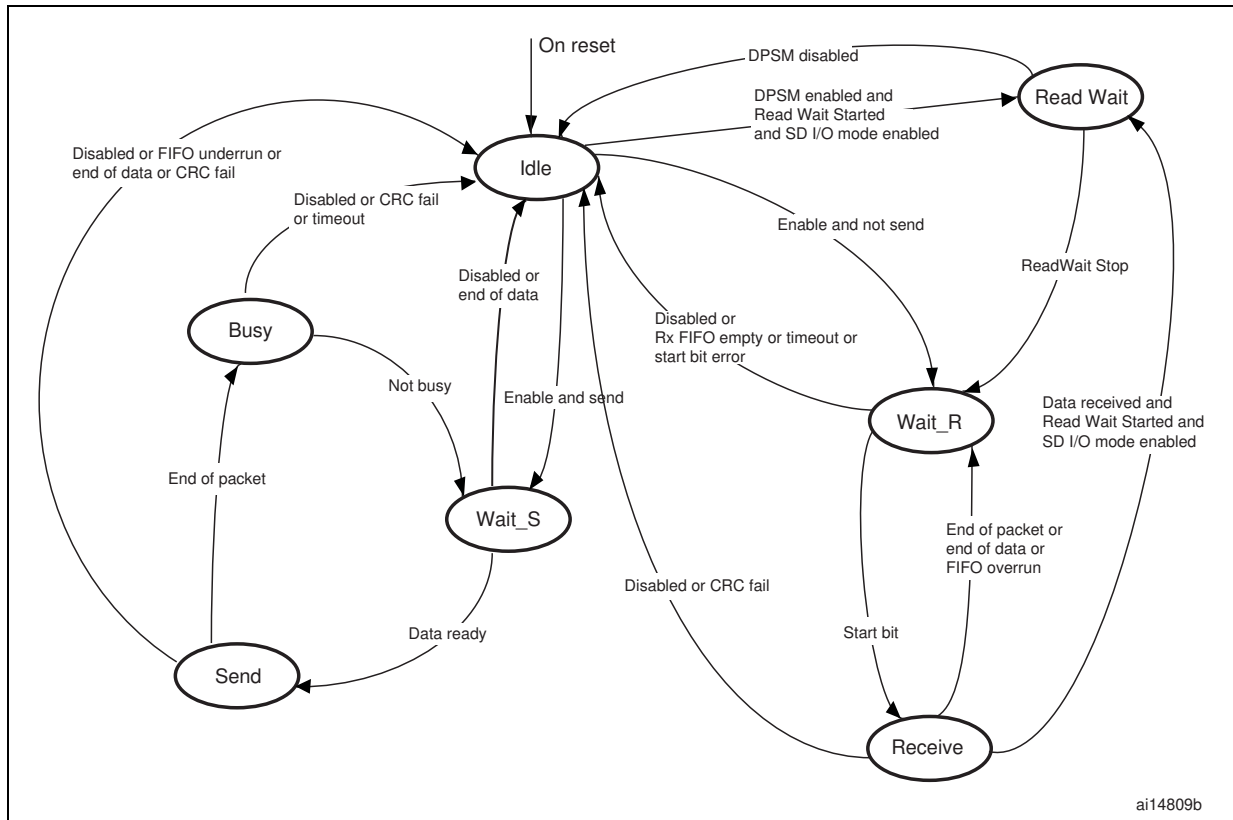 On reset
DPSM disabled
Read Wait
DPSM enabled and
Read Wait Started
and SD I/O mode enabled
Disabled or FIFO underrun or
end of data or CRC fail
Idle
Disabled or CRC fail
or timeout
Enable and not send
ReadWait Stop
Disabled or
end of data
Disabled or
Rx FIFO empty or timeout or
start bit error
Busy
Not busy
Enable and send
Wait_R
Data received and
Read Wait Started and
SD I/O mode enabled
End of packet
Wait_S
End of packet or
end of data or
FIFO overrun
Disabled or CRC fail
Data ready
Start bit
Send
Receive
ai14809b